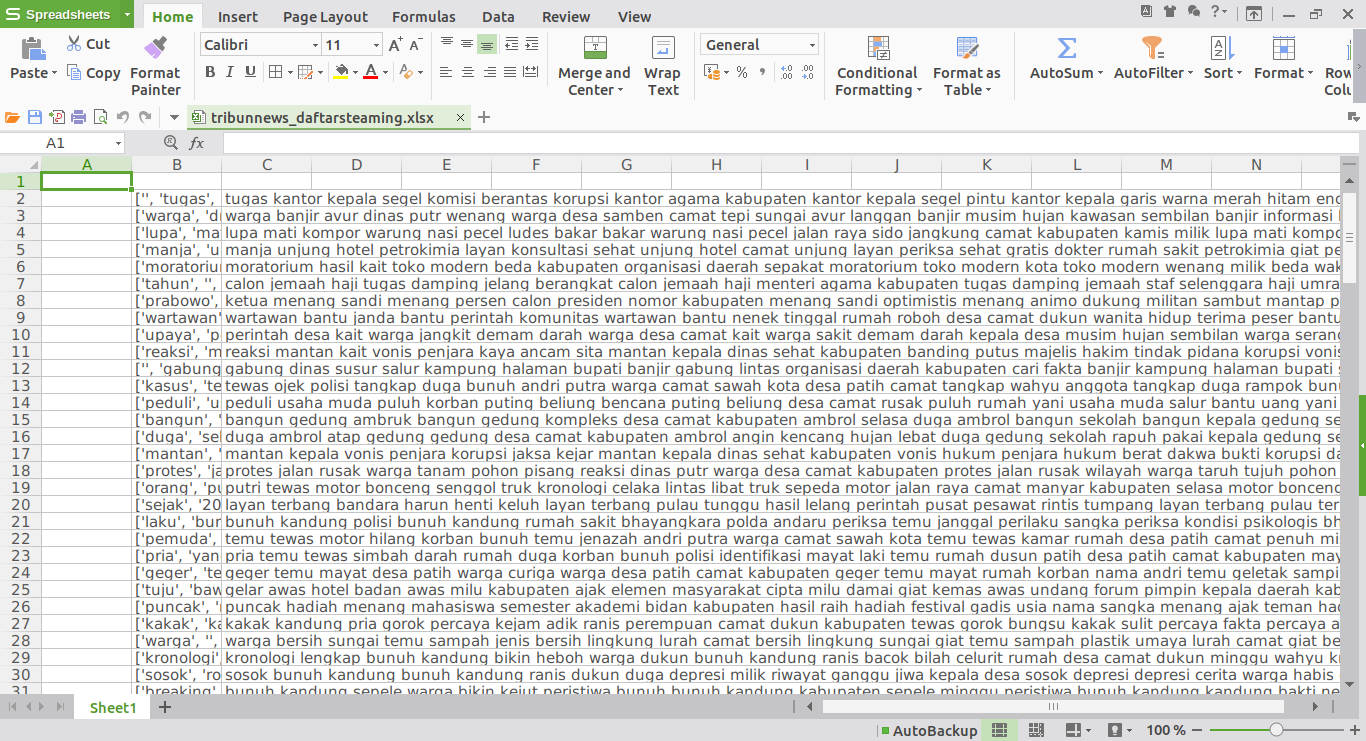 Spreadsheets Home Insert Page Layout Formulas Data Review View
Cut Calibri 11 General
Paste Copy Format Painter Merge and Center Wrap Text Conditional Formatting Format as Table AutoSum AutoFilter Sort Format
tribunnews_daftarsteaming.xlsx
A1 fx
A B C D E F G H I J K L M N
1
2 ['', 'tugas', tugas kantor kepala segel komisi berantas korupsi kantor agama kabupaten kantor kepala segel pintu kantor kepala garis warna merah hitam
3 ['warga', warga banjir avur dinas putr wenang warga desa samben camat tepi sungai avur langgan banjir musim hujan kawasan sembilan banjir informasi
4 ['lupa', lupa mati kompor warung nasi pecel ludes bakar bakar warung nasi pecel jalan raya sido jangkung camat kabupaten kamis milik lupa mati
5 ['manja', manja unjung hotel petrokimia layan konsultasi sehat unjung hotel camat unjung layan periksa sehat gratis dokter rumah sakit petrokimia giat
6 moratorium hasil kait toko modern beda kabupaten organisasi daerah sepakat moratorium toko modern kota toko modern wenang milik beda
7 ['tahun', '', calon jemaah haji tugas damping jelang berangkat calon jemaah haji menteri agama kabupaten tugas damping jemaah staf selenggara haji umra
8 ['prabowo', ketua menang sandi menang persen calon presiden nomor kabupaten menang sandi optimistis menang animo dukung militan sambut mantap
9 ['wartawan' wartawan bantu janda bantu perintah komunitas wartawan bantu nenek tinggal rumah roboh desa camat dukun wanita hidup terima peser bantu
10 ['upaya', perintah desa kait warga jangkit demam darah warga desa camat kait warga sakit demam darah kepala desa musim hujan sembilan warga
11 ['reaksi', reaksi mantan kait vonis penjara kaya ancam sita mantan kepala dinas sehat kabupaten banding putus majelis hakim tindak pidana korupsi vonis
12 ['', 'gabung gabung dinas susur salur kampung halaman bupati banjir gabung lintas organisasi daerah kabupaten cari fakta banjir kampung halaman bupati
13 ['kasus', tewas ojek polisi tangkap duga bunuh andri putra warga camat sawah kota desa patih camat tangkap wahyu anggota tangkap duga rampok
14 ['peduli', peduli usaha muda puluh korban puting beliung bencana puting beliung desa camat rusak puluh rumah yani usaha muda salur bantu uang yani
15 ['bangun', bangun gedung ambruk bangun gedung kompleks desa camat kabupaten ambrol selasa duga ambrol bangun sekolah bangun kepala gedung
16 ['duga', duga ambrol atap gedung gedung desa camat kabupaten ambrol angin kencang hujan lebat duga gedung sekolah rapuh pakai kepala gedung
17 ['mantan', mantan kepala vonis penjara korupsi jaksa kejar mantan kepala dinas sehat kabupaten vonis hukum penjara hukum berat dakwa bukti korupsi
18 ['protes', protes jalan rusak warga tanam pohon pisang reaksi dinas putr warga desa camat kabupaten protes jalan rusak wilayah warga taruh tujuh pohon
19 ['orang', putri tewas motor bonceng senggol truk kronologi celaka lintas libat truk sepeda motor jalan raya camat manyar kabupaten selasa motor
20 ['sejak', '20 layan terbang bandara harun henti keluh layan terbang pulau tunggu hasil lelang perintah pusat pesawat rintis tumpang layan terbang pulau
21 ['laku', bunuh kandung polisi bunuh kandung rumah sakit bhayangkara polda andaru periksa temu janggal perilaku sangka periksa kondisi psikologis
22 ['pemuda', temu tewas motor hilang korban bunuh temu jenazah andri putra warga camat sawah kota temu tewas kamar rumah desa patih camat penuh
23 ['pria', pria temu tewas simbah darah rumah duga korban bunuh polisi identifikasi mayat laki temu rumah dusun patih desa patih camat kabupaten
24 ['geger', geger temu mayat desa patih warga curiga warga desa patih camat kabupaten geger temu mayat rumah korban nama andri temu geletak
25 ['tuju', gelar awas hotel badan awas milu kabupaten ajak elemen masyarakat cipta milu damai giat kemas awas undang forum pimpin kepala daerah
26 ['puncak', puncak hadiah menang mahasiswa semester akademi bidan kabupaten hasil raih hadiah festival gadis usia nama sangka menang ajak teman
27 ['kakak', kakak kandung pria gorok percaya kejam adik ranis perempuan camat dukun kabupaten tewas gorok bungsu kakak sulit percaya fakta percaya
28 ['warga', '', warga bersih sungai temu sampah jenis bersih lingkung lurah camat bersih lingkung sungai giat temu sampah plastik umaya lurah camat giat
29 ['kronologi', kronologi lengkap bunuh kandung bikin heboh warga dukun bunuh kandung ranis bacok bilah celurit rumah desa camat dukun minggu wahyu
30 ['sosok', sosok bunuh kandung bunuh kandung ranis dukun duga depresi milik riwayat ganggu jiwa kepala desa sosok depresi depresi cerita warga habis
31 ['breaking' bunuh kandung sepele warga bikin kejut peristiwa bunuh bunuh kandung kabupaten sepele minggu peristiwa bunuh kandung kandung bakti
Sheet1
AutoBackup 100 %